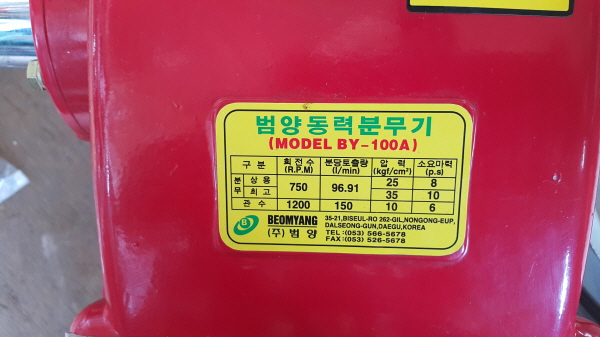 범양동력분무기
(MODEL BY-100A)
구 분 회전수 (R.P.M) 분당토출량 (l/min) 압 력 (kgf/cm²) 소요마력 (p.s)
분무 상용 750 96.91 25 8
최고 35 10
관 수 1200 150 10 6
B BEOMYANG
(주) 범 양
35-21,BISEUL-RO 262-GIL,NONGONG-EUP,
DALSEONG-GUN,DAEGU,KOREA
TEL:(053) 566-5678
FAX:(053) 526-5678